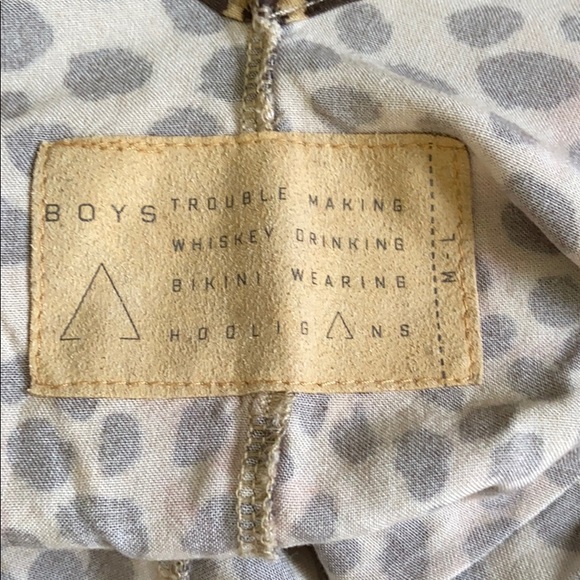 BOYS
TROUBLE MAKING
WHISKEY DRINKING
BIKINI WEARING
HOOLIGANS
M-L